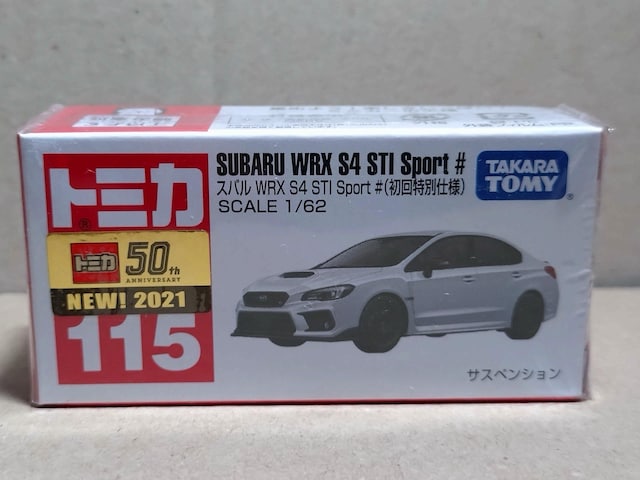 トミカ
®
SUBARU WRX S4 STI Sport #
スバル WRX S4 STI Sport #(初回特別仕様)
SCALE 1/62
TAKARA
TOMY
®
トミカ
50th
ANNIVERSARY
NEW! 2021
115
サスペンション